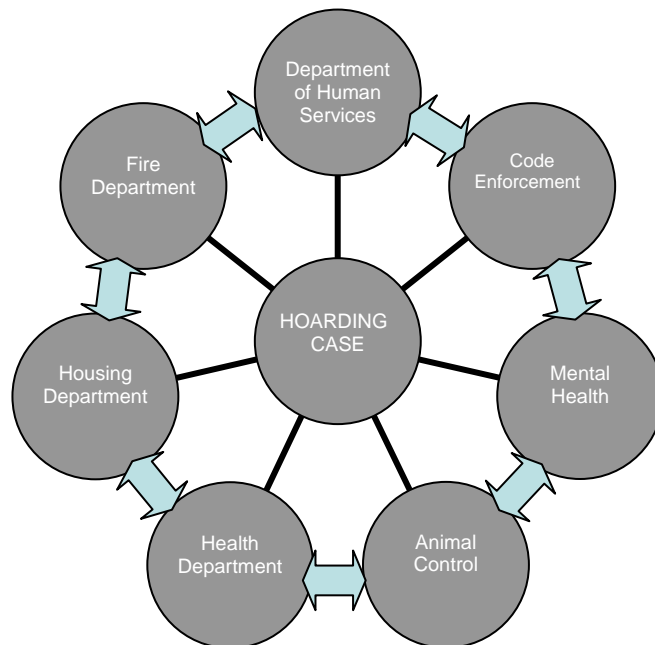 Department
of Human
Services
Fire
Department
Code
Enforcement
HOARDING
CASE
Housing
Department
Mental
Health
Health
Department
Animal
Control